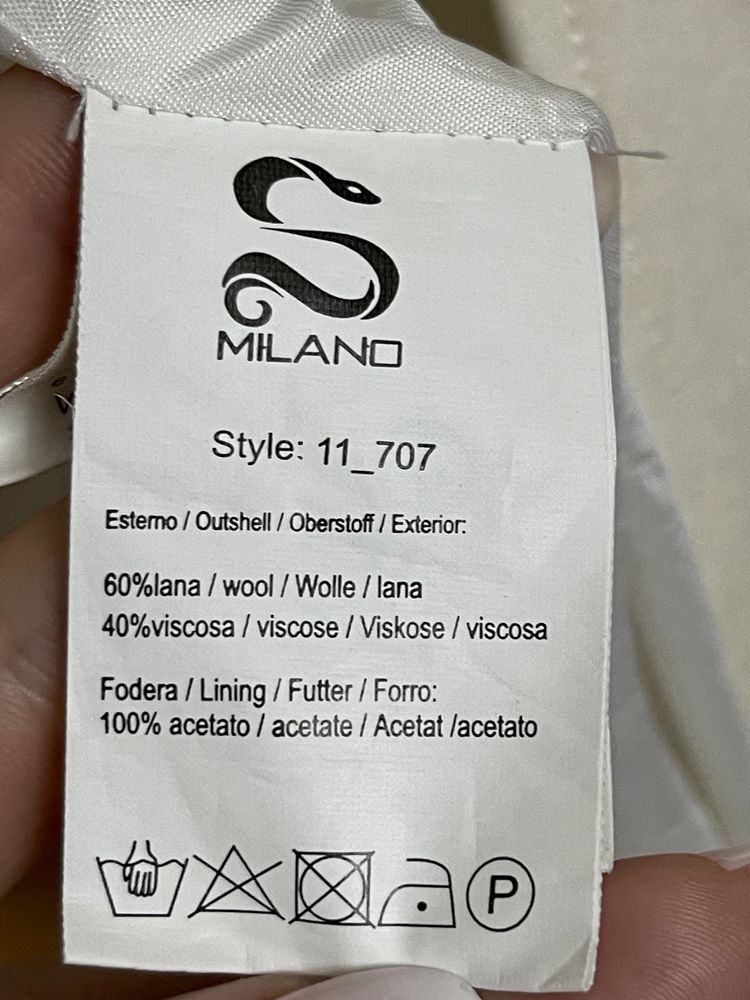 MILANO
Style: 11_707
Esterno / Outshell / Oberstoff / Exterior:
60%lana / wool / Wolle / lana
40%viscosa / viscose / Viskose / viscosa
Fodera / Lining / Futter / Forro:
100% acetato / acetate / Acetat /acetato
P